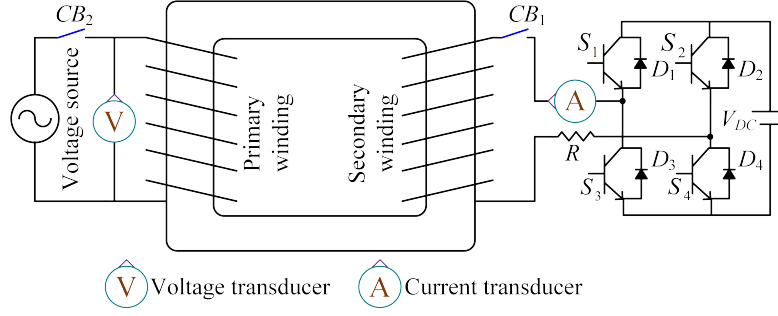 CB₂
CB₁
S₁
S₂
D₁
D₂
Voltage source
V
Primary winding
Secondary winding
A
V_DC
R
D₃
D₄
S₃
S₄
V Voltage transducer
A Current transducer